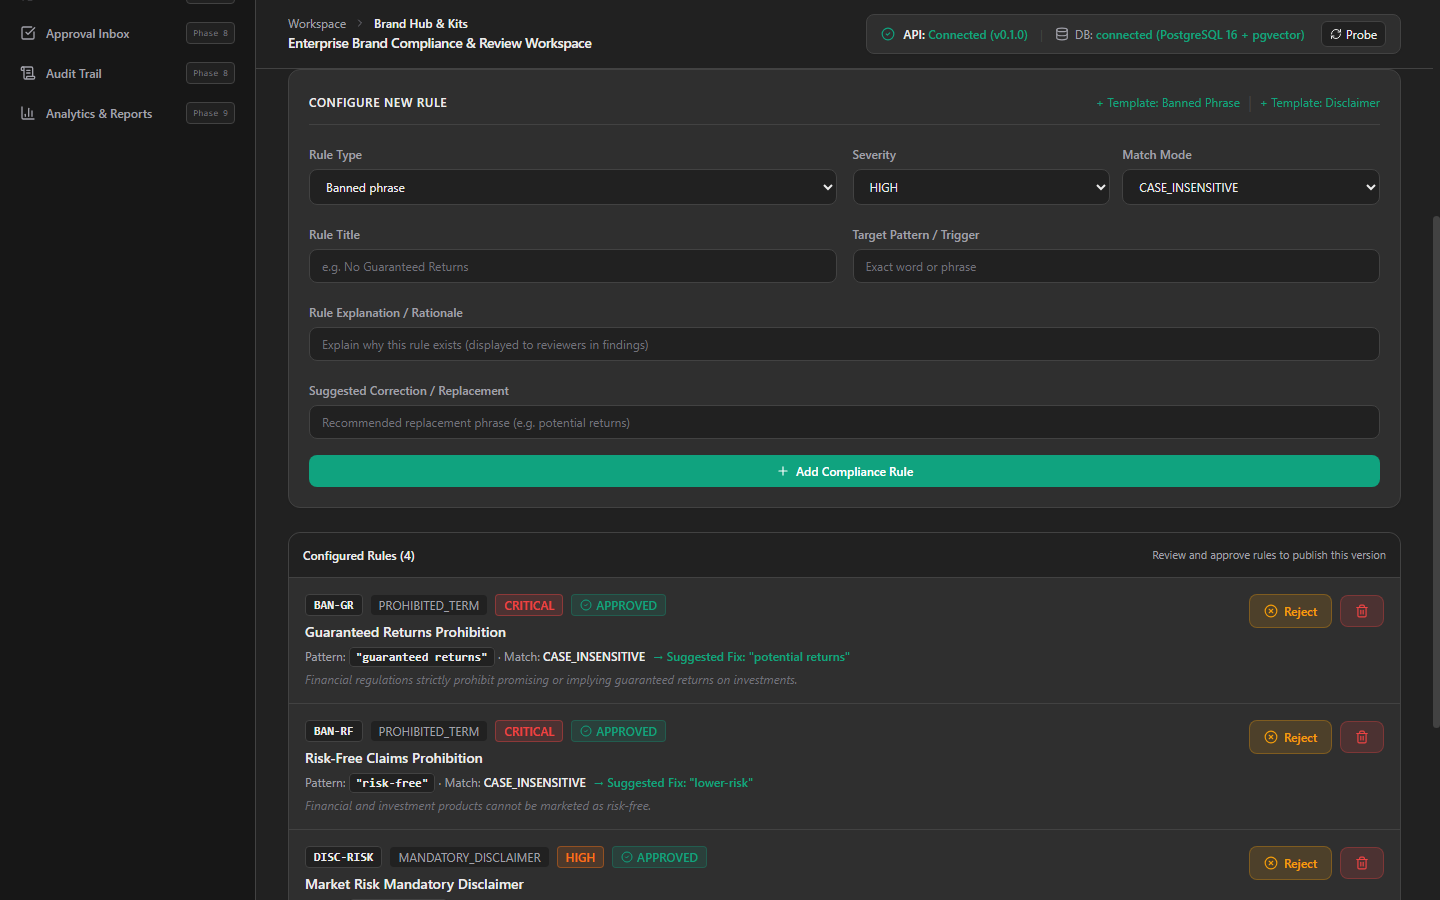 Approval Inbox Phase 8
Audit Trail Phase 8
Analytics & Reports Phase 9
Workspace > Brand Hub & Kits
Enterprise Brand Compliance & Review Workspace
API: Connected (v0.1.0) | DB: connected (PostgreSQL 16 + pgvector) Probe
CONFIGURE NEW RULE
+ Template: Banned Phrase | + Template: Disclaimer
Rule Type
Banned phrase
Severity
HIGH
Match Mode
CASE_INSENSITIVE
Rule Title
e.g. No Guaranteed Returns
Target Pattern / Trigger
Exact word or phrase
Rule Explanation / Rationale
Explain why this rule exists (displayed to reviewers in findings)
Suggested Correction / Replacement
Recommended replacement phrase (e.g. potential returns)
+ Add Compliance Rule
Configured Rules (4)
Review and approve rules to publish this version
BAN-GR PROHIBITED_TERM CRITICAL APPROVED
Reject
Guaranteed Returns Prohibition
Pattern: "guaranteed returns" · Match: CASE_INSENSITIVE → Suggested Fix: "potential returns"
Financial regulations strictly prohibit promising or implying guaranteed returns on investments.
BAN-RF PROHIBITED_TERM CRITICAL APPROVED
Reject
Risk-Free Claims Prohibition
Pattern: "risk-free" · Match: CASE_INSENSITIVE → Suggested Fix: "lower-risk"
Financial and investment products cannot be marketed as risk-free.
DISC-RISK MANDATORY_DISCLAIMER HIGH APPROVED
Reject
Market Risk Mandatory Disclaimer